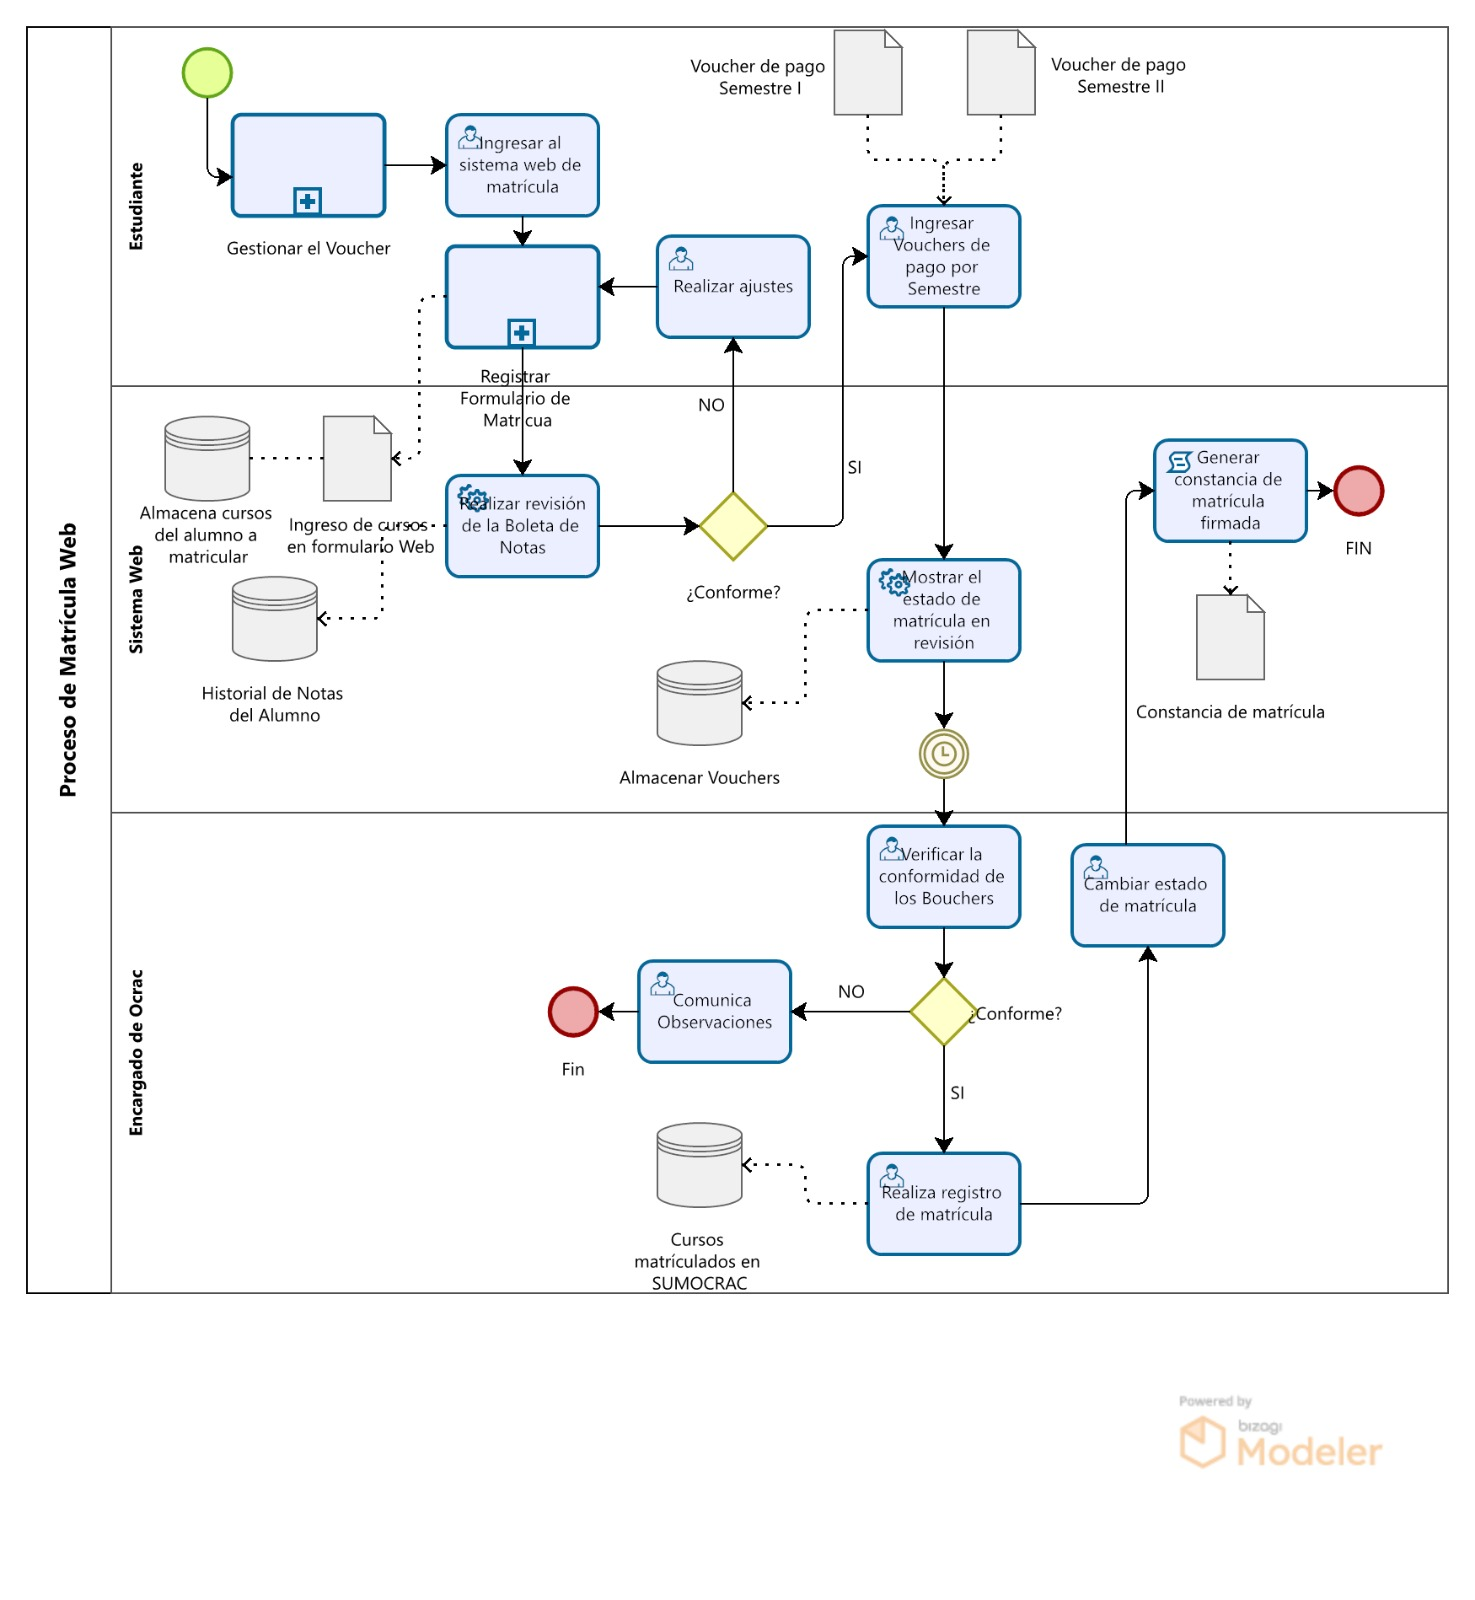 Proceso de Matrícula Web
Estudiante
Voucher de pago
Semestre I
Voucher de pago
Semestre II
Gestionar el Voucher
Ingresar al
sistema web de
matrícula
Registrar
Formulario de
Matricua
Realizar ajustes
Ingresar
Vouchers de
pago por
Semestre
Sistema Web
Almacena cursos
del alumno a
matricular
Ingreso de cursos
en formulario Web
Realizar revisión
de la Boleta de
Notas
Historial de Notas
del Alumno
NO
SI
¿Conforme?
Mostrar el
estado de
matrícula en
revisión
Almacenar Vouchers
Generar
constancia de
matrícula
firmada
FIN
Constancia de matrícula
Encargado de Ocrac
Verificar la
conformidad de
los Bouchers
Cambiar estado
de matrícula
Comunica
Observaciones
NO
¿Conforme?
Fin
SI
Realiza registro
de matrícula
Cursos
matrículados en
SUMOCRAC
Powered by
bizagi
Modeler